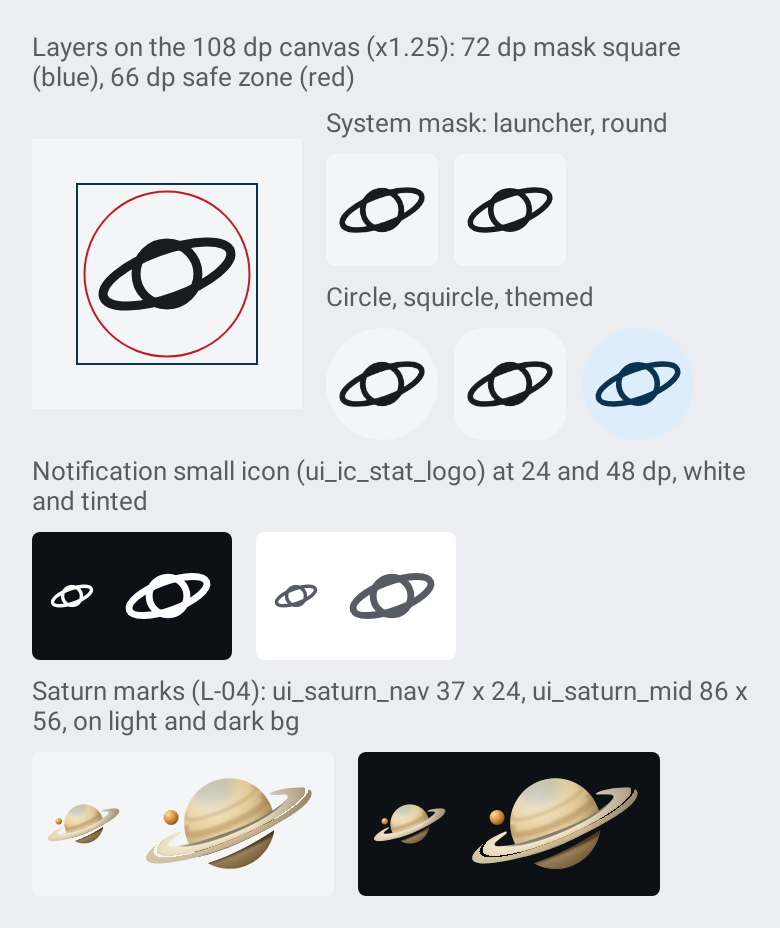 Layers on the 108 dp canvas (x1.25): 72 dp mask square
(blue), 66 dp safe zone (red)
System mask: launcher, round
Circle, squircle, themed
Notification small icon (ui_ic_stat_logo) at 24 and 48 dp, white
and tinted
Saturn marks (L-04): ui_saturn_nav 37 x 24, ui_saturn_mid 86 x
56, on light and dark bg